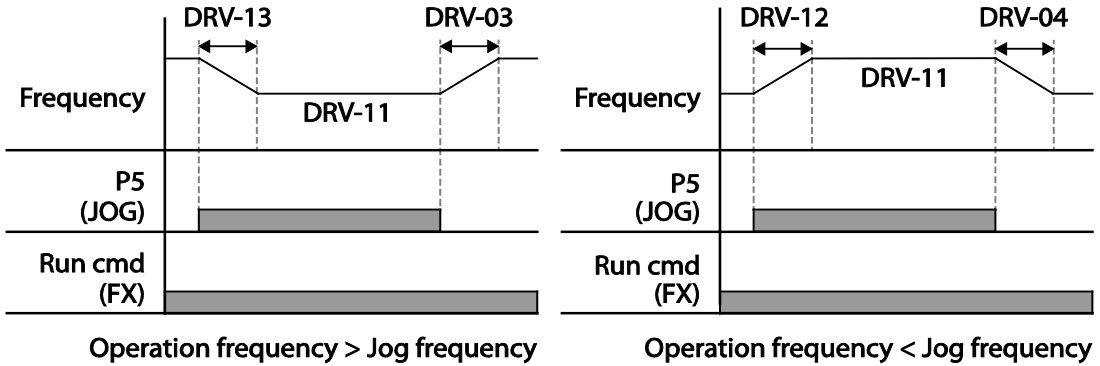 DRV-13
DRV-03
Frequency
DRV-11
P5
(JOG)
Run cmd
(FX)
Operation frequency > Jog frequency
DRV-12
DRV-04
Frequency
DRV-11
P5
(JOG)
Run cmd
(FX)
Operation frequency < Jog frequency